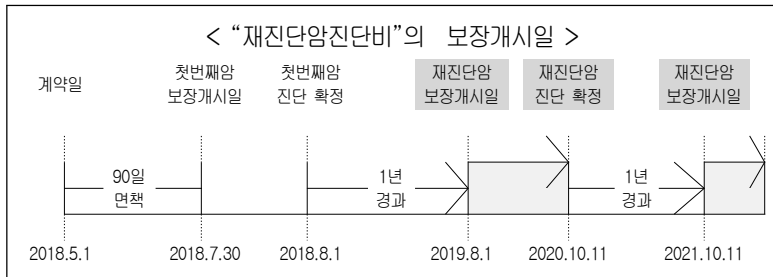 < “재진단암진단비”의 보장개시일 >
계약일
첫번째암
보장개시일
첫번째암
진단 확정
재진단암
보장개시일
재진단암
진단 확정
재진단암
보장개시일
90일
면책
1년
경과
1년
경과
2018.5.1 2018.7.30 2018.8.1 2019.8.1 2020.10.11 2021.10.11